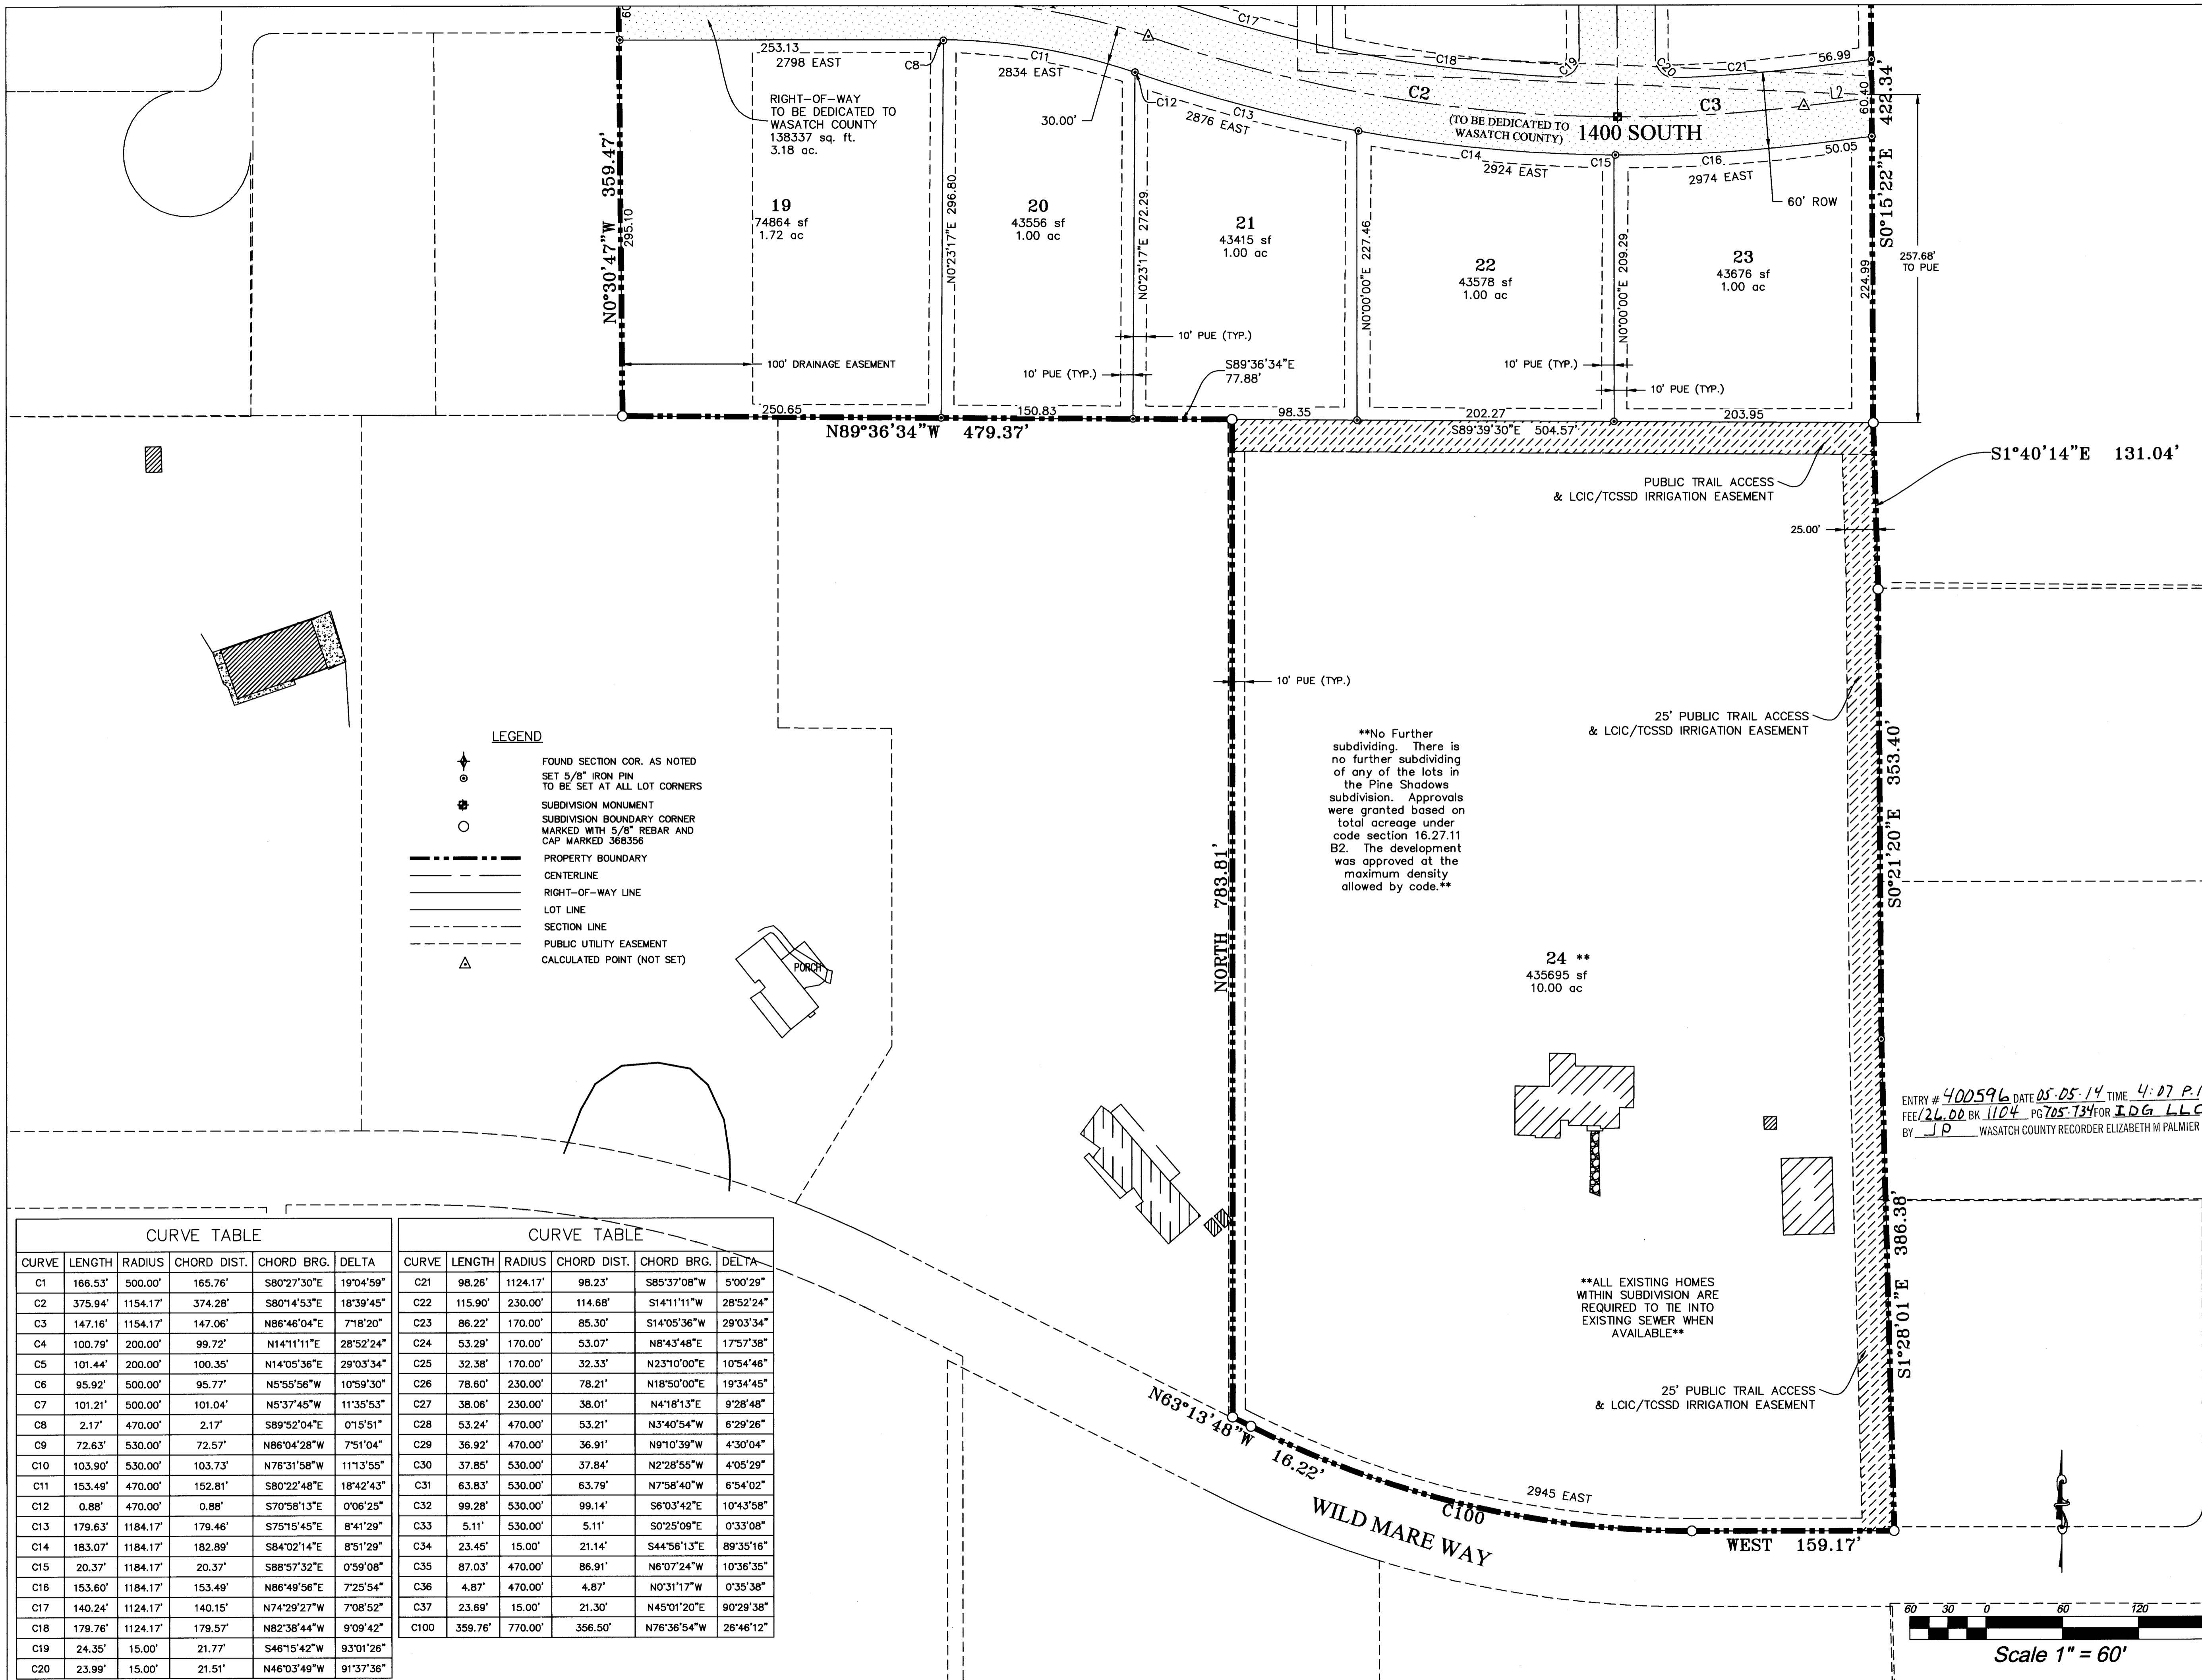 60
C17
253.13
2798 EAST
C8
C11
2834 EAST
C18
C19
C20
C21
56.99
RIGHT-OF-WAY
TO BE DEDICATED TO
WASATCH COUNTY
138337 sq. ft.
3.18 ac.
30.00'
C12
C13
2876 EAST
C2
C3
L2
60.40
(TO BE DEDICATED TO
WASATCH COUNTY)
1400 SOUTH
C14
2924 EAST
C15
C16
2974 EAST
50.05
60' ROW
S0°15'22"E 422.34'
N0°30'47"W 359.47'
295.10
19
74864 sf
1.72 ac
N0°23'17"E 296.80
20
43556 sf
1.00 ac
N0°23'17"E 272.29
21
43415 sf
1.00 ac
N0°00'00"E 227.46
22
43578 sf
1.00 ac
N0°00'00"E 209.29
23
43676 sf
1.00 ac
224.99
257.68'
TO PUE
100' DRAINAGE EASEMENT
10' PUE (TYP.)
10' PUE (TYP.)
S89°36'34"E
77.88'
10' PUE (TYP.)
10' PUE (TYP.)
250.65
150.83
98.35
202.27
203.95
N89°36'34"W 479.37'
S89°39'30"E 504.57'
S1°40'14"E 131.04'
PUBLIC TRAIL ACCESS
& LCIC/TCSSD IRRIGATION EASEMENT
25.00'
10' PUE (TYP.)
25' PUBLIC TRAIL ACCESS
& LCIC/TCSSD IRRIGATION EASEMENT
**No Further
subdividing. There is
no further subdividing
of any of the lots in
the Pine Shadows
subdivision. Approvals
were granted based on
total acreage under
code section 16.27.11
B2. The development
was approved at the
maximum density
allowed by code.**
S0°21'20"E 353.40'
NORTH 783.81'
LEGEND
FOUND SECTION COR. AS NOTED
SET 5/8" IRON PIN
TO BE SET AT ALL LOT CORNERS
SUBDIVISION MONUMENT
SUBDIVISION BOUNDARY CORNER
MARKED WITH 5/8" REBAR AND
CAP MARKED 368356
PROPERTY BOUNDARY
CENTERLINE
RIGHT-OF-WAY LINE
LOT LINE
SECTION LINE
PUBLIC UTILITY EASEMENT
CALCULATED POINT (NOT SET)
PORCH
24 **
435695 sf
10.00 ac
ENTRY # 400596 DATE 05-05-14 TIME 4:07 P.
FEE 126.00 BK 1104 PG 705-734 FOR IDG LLC
BY JP WASATCH COUNTY RECORDER ELIZABETH M PALMIER
S1°28'01"E 386.38'
**ALL EXISTING HOMES
WITHIN SUBDIVISION ARE
REQUIRED TO TIE INTO
EXISTING SEWER WHEN
AVAILABLE**
25' PUBLIC TRAIL ACCESS
& LCIC/TCSSD IRRIGATION EASEMENT
N63°13'48"W 16.22'
2945 EAST
C100
WILD MARE WAY
WEST 159.17'
60 30 0 60 120
Scale 1" = 60'
CURVE TABLE
CURVE LENGTH RADIUS CHORD DIST. CHORD BRG. DELTA
C1 166.53' 500.00' 165.76' S80°27'30"E 19°04'59"
C2 375.94' 1154.17' 374.28' S80°14'53"E 18°39'45"
C3 147.16' 1154.17' 147.06' N86°46'04"E 7°18'20"
C4 100.79' 200.00' 99.72' N14°11'11"E 28°52'24"
C5 101.44' 200.00' 100.35' N14°05'36"E 29°03'34"
C6 95.92' 500.00' 95.77' N5°55'56"W 10°59'30"
C7 101.21' 500.00' 101.04' N5°37'45"W 11°35'53"
C8 2.17' 470.00' 2.17' S89°52'04"E 0°15'51"
C9 72.63' 530.00' 72.57' N86°04'28"W 7°51'04"
C10 103.90' 530.00' 103.73' N76°31'58"W 11°13'55"
C11 153.49' 470.00' 152.81' S80°22'48"E 18°42'43"
C12 0.88' 470.00' 0.88' S70°58'13"E 0°06'25"
C13 179.63' 1184.17' 179.46' S75°15'45"E 8°41'29"
C14 183.07' 1184.17' 182.89' S84°02'14"E 8°51'29"
C15 20.37' 1184.17' 20.37' S88°57'32"E 0°59'08"
C16 153.60' 1184.17' 153.49' N86°49'56"E 7°25'54"
C17 140.24' 1124.17' 140.15' N74°29'27"W 7°08'52"
C18 179.76' 1124.17' 179.57' N82°38'44"W 9°09'42"
C19 24.35' 15.00' 21.77' S46°15'42"W 93°01'26"
C20 23.99' 15.00' 21.51' N46°03'49"W 91°37'36"
CURVE TABLE
CURVE LENGTH RADIUS CHORD DIST. CHORD BRG. DELTA
C21 98.26' 1124.17' 98.23' S85°37'08"W 5°00'29"
C22 115.90' 230.00' 114.68' S14°11'11"W 28°52'24"
C23 86.22' 170.00' 85.30' S14°05'36"W 29°03'34"
C24 53.29' 170.00' 53.07' N8°43'48"E 17°57'38"
C25 32.38' 170.00' 32.33' N23°10'00"E 10°54'46"
C26 78.60' 230.00' 78.21' N18°50'00"E 19°34'45"
C27 38.06' 230.00' 38.01' N4°18'13"E 9°28'48"
C28 53.24' 470.00' 53.21' N3°40'54"W 6°29'26"
C29 36.92' 470.00' 36.91' N9°10'39"W 4°30'04"
C30 37.85' 530.00' 37.84' N2°28'55"W 4°05'29"
C31 63.83' 530.00' 63.79' N7°58'40"W 6°54'02"
C32 99.28' 530.00' 99.14' S6°03'42"E 10°43'58"
C33 5.11' 530.00' 5.11' S0°25'09"E 0°33'08"
C34 23.45' 15.00' 21.14' S44°56'13"E 89°35'16"
C35 87.03' 470.00' 86.91' N6°07'24"W 10°36'35"
C36 4.87' 470.00' 4.87' N0°31'17"W 0°35'38"
C37 23.69' 15.00' 21.30' N45°01'20"E 90°29'38"
C100 359.76' 770.00' 356.50' N76°36'54"W 26°46'12"